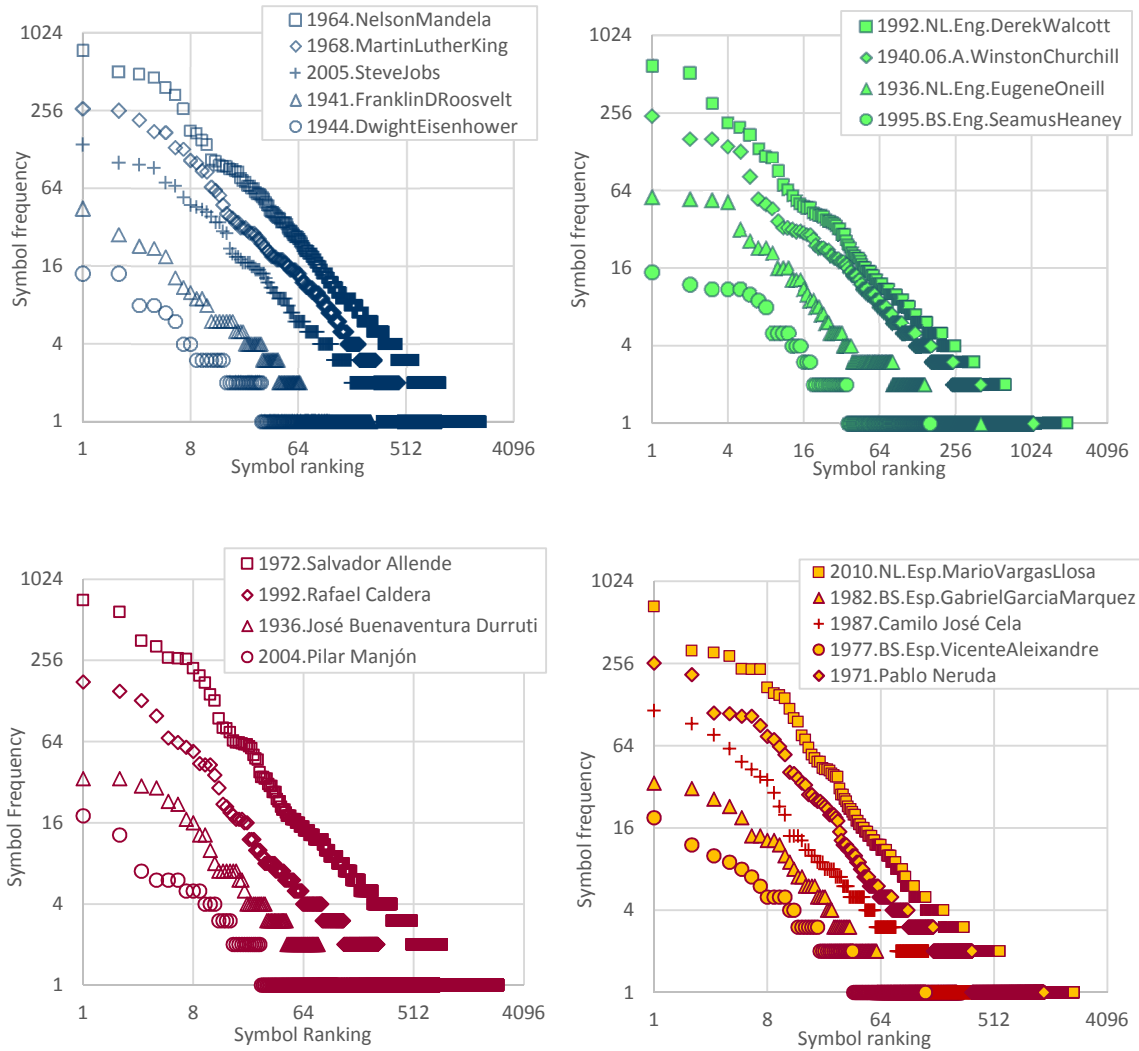 1024
256
64
16
4
1
1
8
64
512
4096
Symbol frequency
Symbol ranking
1964.NelsonMandela
1968.MartinLutherKing
2005.SteveJobs
1941.FranklinDRoosvelt
1944.DwightEisenhower
1024
256
64
16
4
1
1
4
16
64
256
1024
4096
Symbol frequency
Symbol ranking
1992.NL.Eng.DerekWalcott
1940.06.A.WinstonChurchill
1936.NL.Eng.EugeneOneill
1995.BS.Eng.SeamusHeaney
1024
256
64
16
4
1
1
8
64
512
4096
Symbol Frequency
Symbol Ranking
1972.Salvador Allende
1992.Rafael Caldera
1936.José Buenaventura Durruti
2004.Pilar Manjón
1024
256
64
16
4
1
1
8
64
512
4096
Symbol frequency
Symbol ranking
2010.NL.Esp.MarioVargasLlosa
1982.BS.Esp.GabrielGarciaMarquez
1987.Camilo José Cela
1977.BS.Esp.VicenteAleixandre
1971.Pablo Neruda